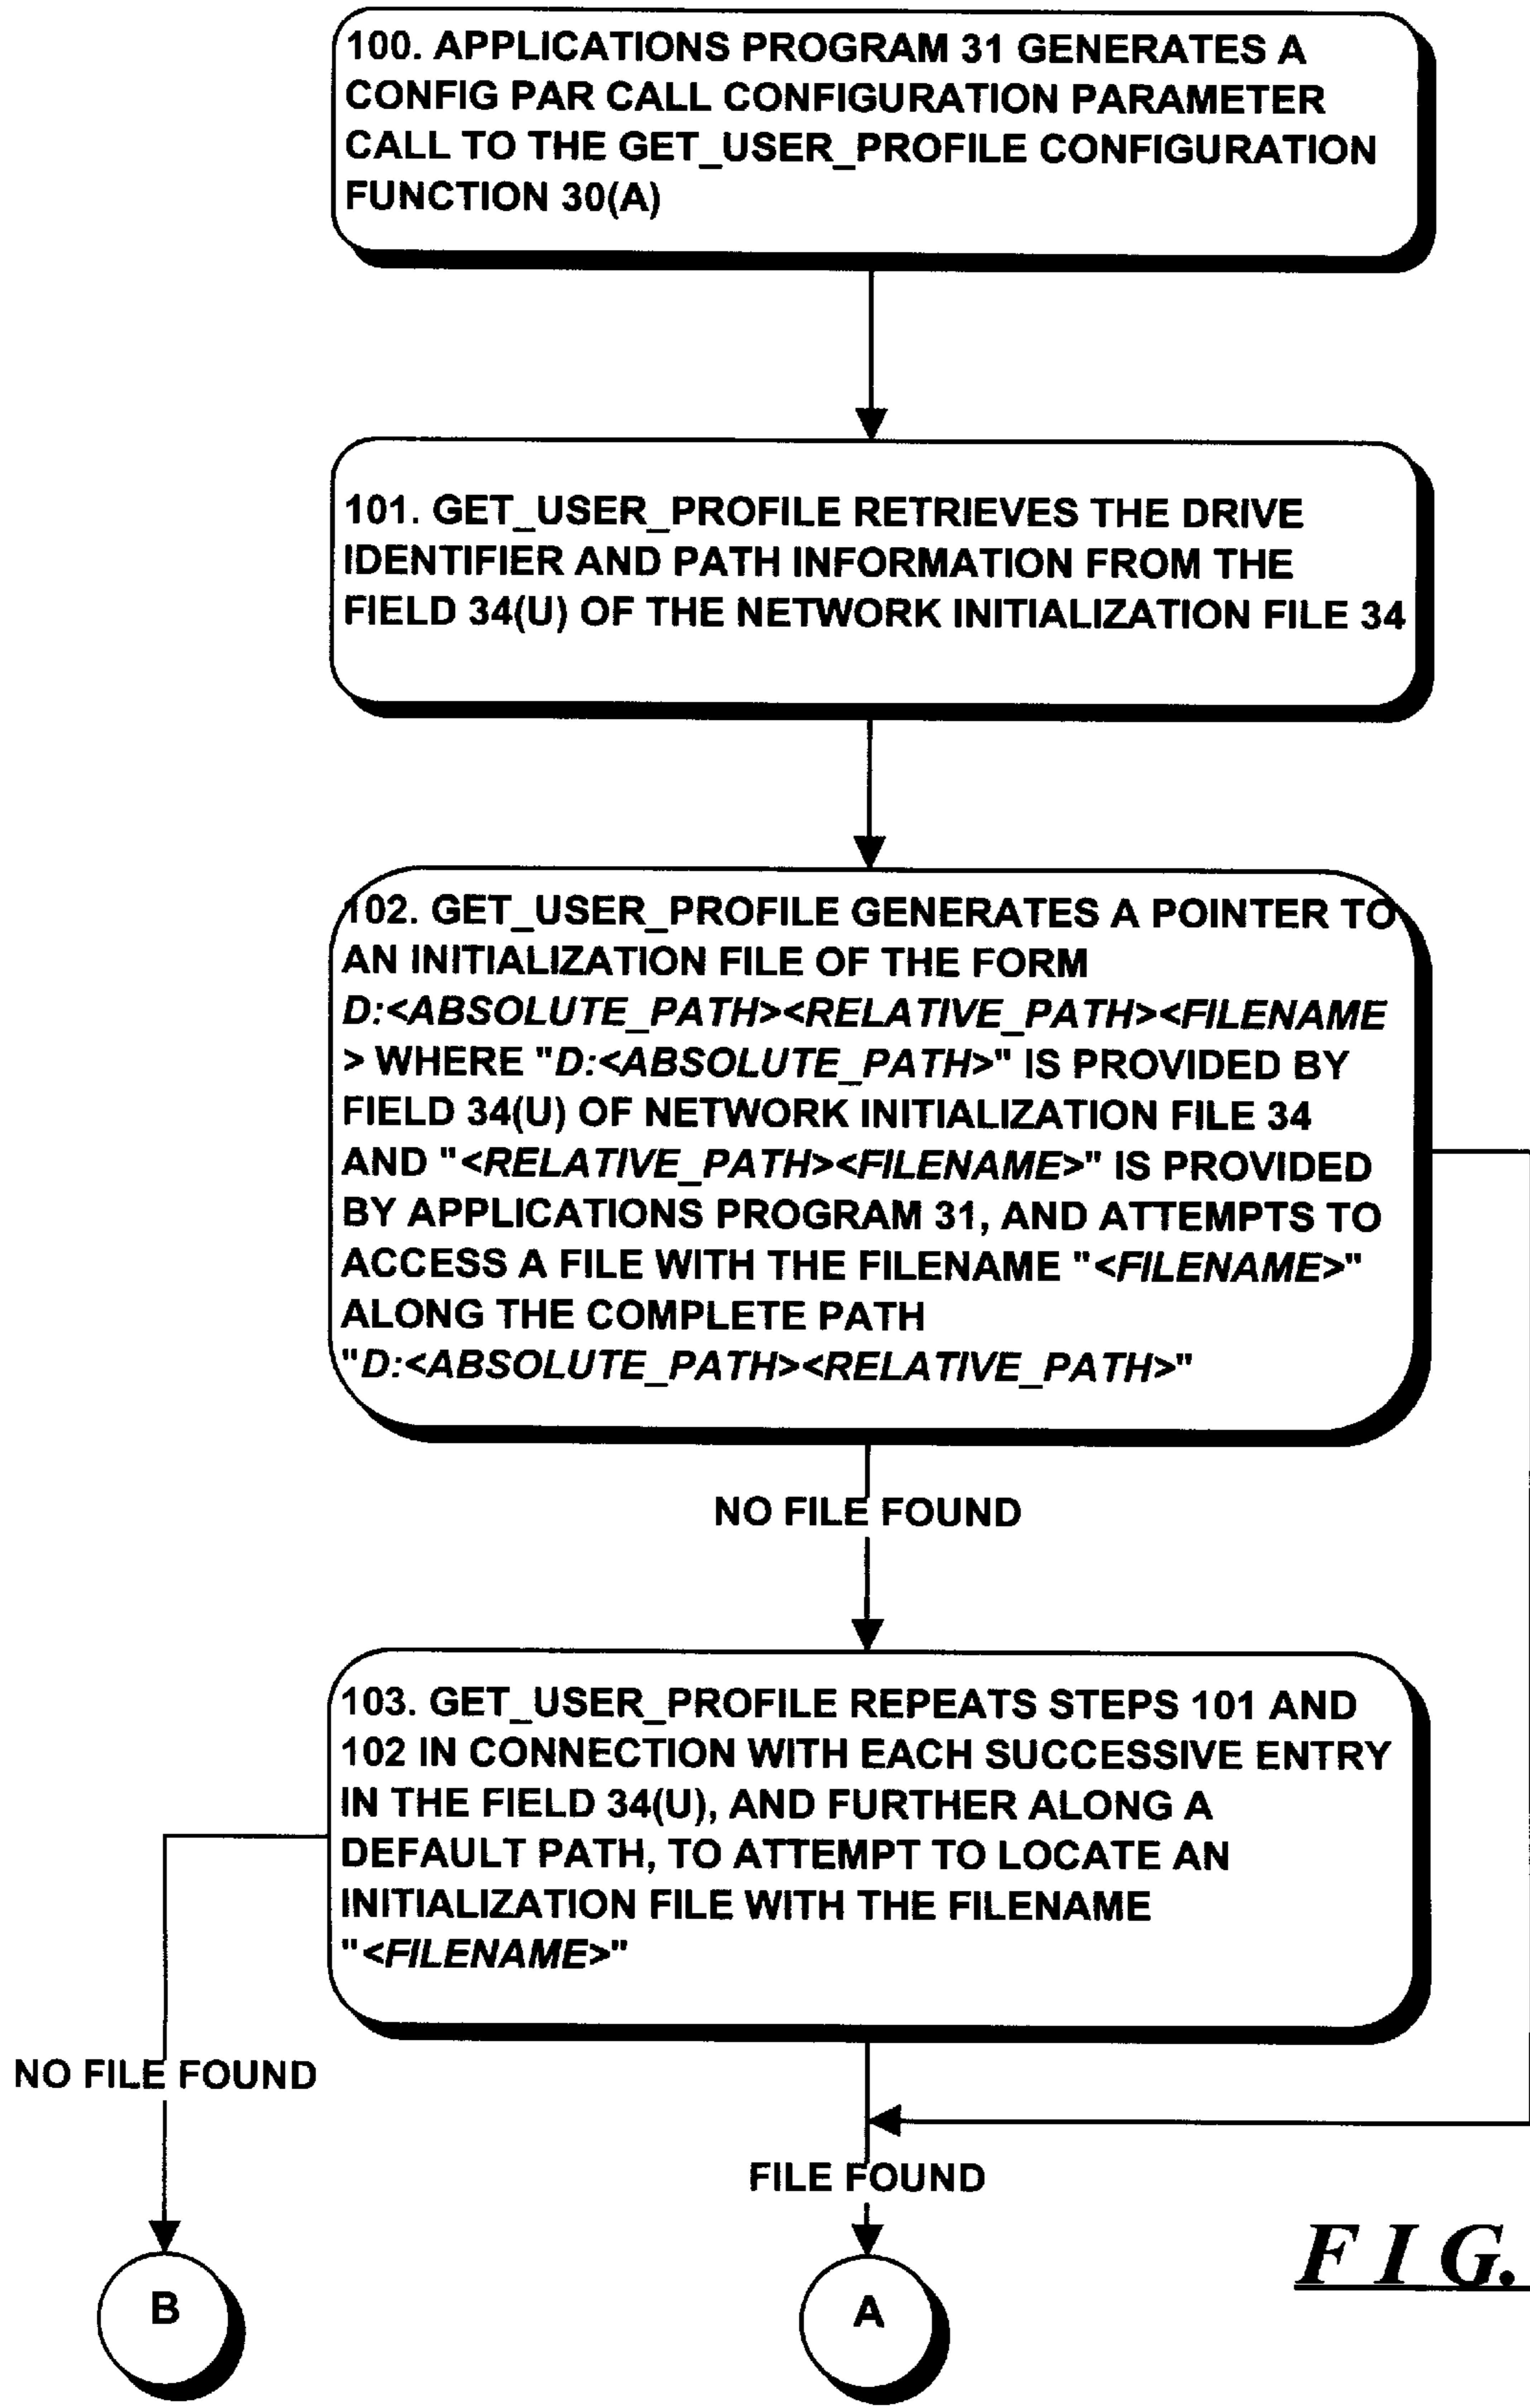 100. APPLICATIONS PROGRAM 31 GENERATES A
CONFIG PAR CALL CONFIGURATION PARAMETER
CALL TO THE GET_USER_PROFILE CONFIGURATION
FUNCTION 30(A)
101. GET_USER_PROFILE RETRIEVES THE DRIVE
IDENTIFIER AND PATH INFORMATION FROM THE
FIELD 34(U) OF THE NETWORK INITIALIZATION FILE 34
102. GET_USER_PROFILE GENERATES A POINTER TO
AN INITIALIZATION FILE OF THE FORM
D:<ABSOLUTE_PATH><RELATIVE_PATH><FILENAME
> WHERE "D:<ABSOLUTE_PATH>" IS PROVIDED BY
FIELD 34(U) OF NETWORK INITIALIZATION FILE 34
AND "<RELATIVE_PATH><FILENAME>" IS PROVIDED
BY APPLICATIONS PROGRAM 31, AND ATTEMPTS TO
ACCESS A FILE WITH THE FILENAME "<FILENAME>"
ALONG THE COMPLETE PATH
"D:<ABSOLUTE_PATH><RELATIVE_PATH>"
NO FILE FOUND
103. GET_USER_PROFILE REPEATS STEPS 101 AND
102 IN CONNECTION WITH EACH SUCCESSIVE ENTRY
IN THE FIELD 34(U), AND FURTHER ALONG A
DEFAULT PATH, TO ATTEMPT TO LOCATE AN
INITIALIZATION FILE WITH THE FILENAME
"<FILENAME>"
NO FILE FOUND
FILE FOUND
B
A
FIG.